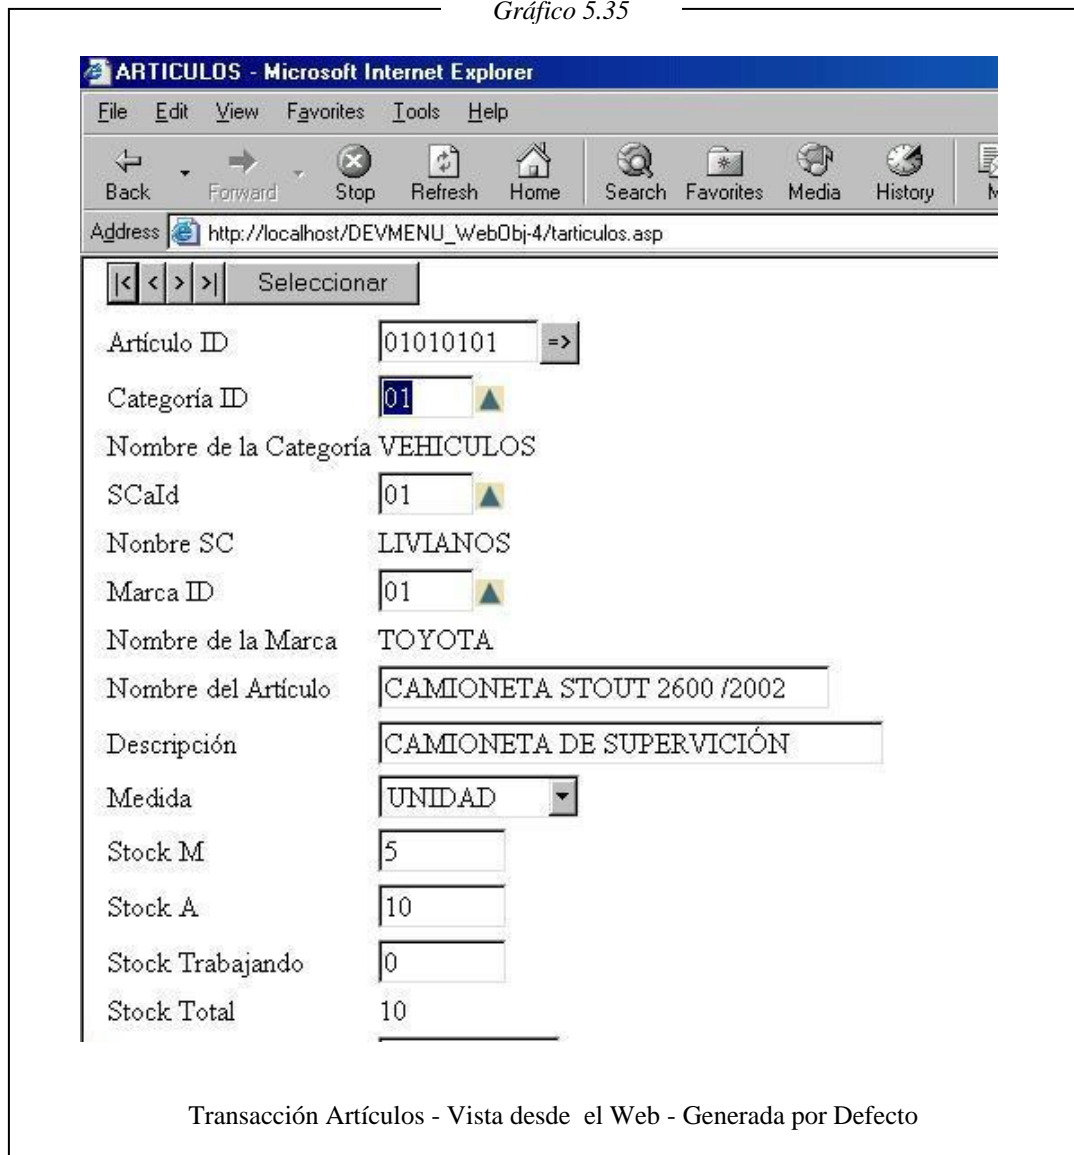 Gráfico 5.35
ARTICULOS - Microsoft Internet Explorer
File Edit View Favorites Tools Help
Back Forward Stop Refresh Home Search Favorites Media History
Address http://localhost/DEVMENU_WebObj-4/tarticulos.asp
|< < > >| Seleccionar
Artículo ID 01010101 =>
Categoría ID 01
Nombre de la Categoría VEHICULOS
SCaId 01
Nonbre SC LIVIANOS
Marca ID 01
Nombre de la Marca TOYOTA
Nombre del Artículo CAMIONETA STOUT 2600 /2002
Descripción CAMIONETA DE SUPERVICIÓN
Medida UNIDAD
Stock M 5
Stock A 10
Stock Trabajando 0
Stock Total 10
Transacción Artículos - Vista desde el Web - Generada por Defecto